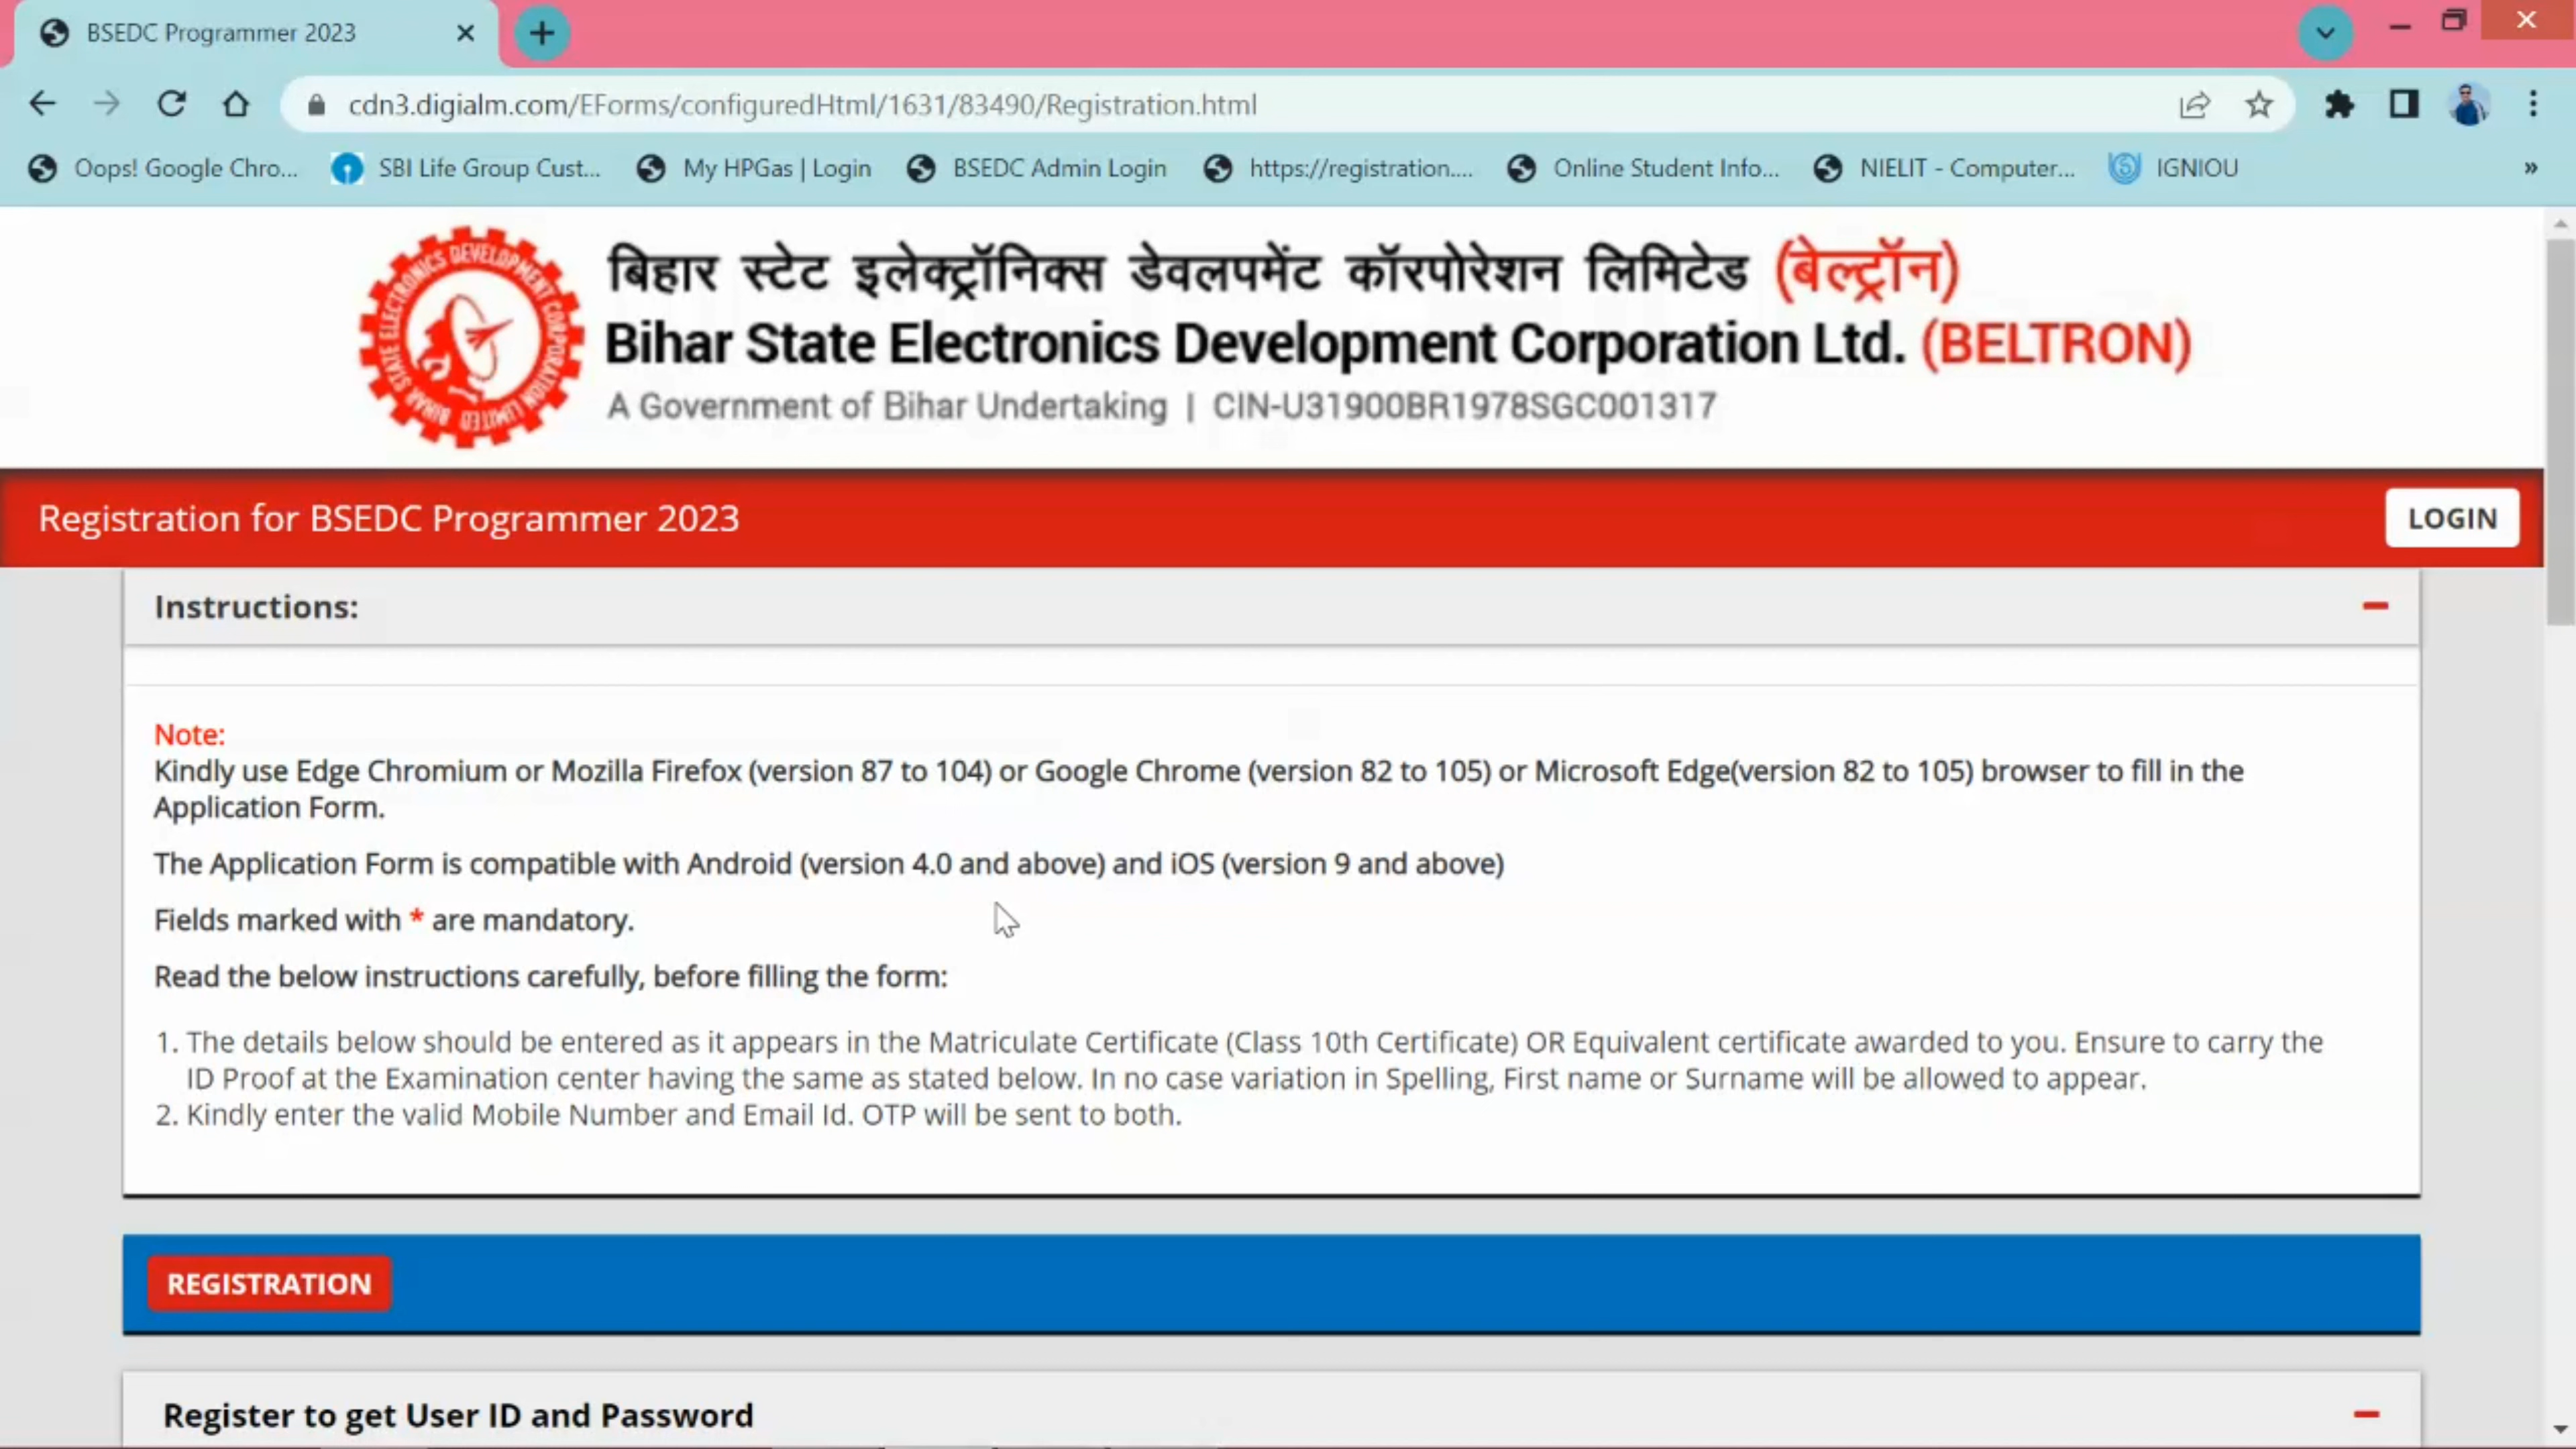 BSEDC Programmer 2023
cdn3.digialm.com/EForms/configuredHtml/1631/83490/Registration.html
Oops! Google Chro... SBI Life Group Cust... My HPGas | Login BSEDC Admin Login https://registration.... Online Student Info... NIELIT - Computer... IGNIOU »
BIHAR STATE ELECTRONICS DEVELOPMENT CORPORATION LIMITED
बिहार स्टेट इलेक्ट्रॉनिक्स डेवलपमेंट कॉरपोरेशन लिमिटेड (बेल्ट्रॉन)
Bihar State Electronics Development Corporation Ltd. (BELTRON)
A Government of Bihar Undertaking | CIN-U31900BR1978SGC001317
Registration for BSEDC Programmer 2023 LOGIN
Instructions:
Note:
Kindly use Edge Chromium or Mozilla Firefox (version 87 to 104) or Google Chrome (version 82 to 105) or Microsoft Edge(version 82 to 105) browser to fill in the
Application Form.
The Application Form is compatible with Android (version 4.0 and above) and iOS (version 9 and above)
Fields marked with * are mandatory.
Read the below instructions carefully, before filling the form:
1. The details below should be entered as it appears in the Matriculate Certificate (Class 10th Certificate) OR Equivalent certificate awarded to you. Ensure to carry the
ID Proof at the Examination center having the same as stated below. In no case variation in Spelling, First name or Surname will be allowed to appear.
2. Kindly enter the valid Mobile Number and Email Id. OTP will be sent to both.
REGISTRATION
Register to get User ID and Password